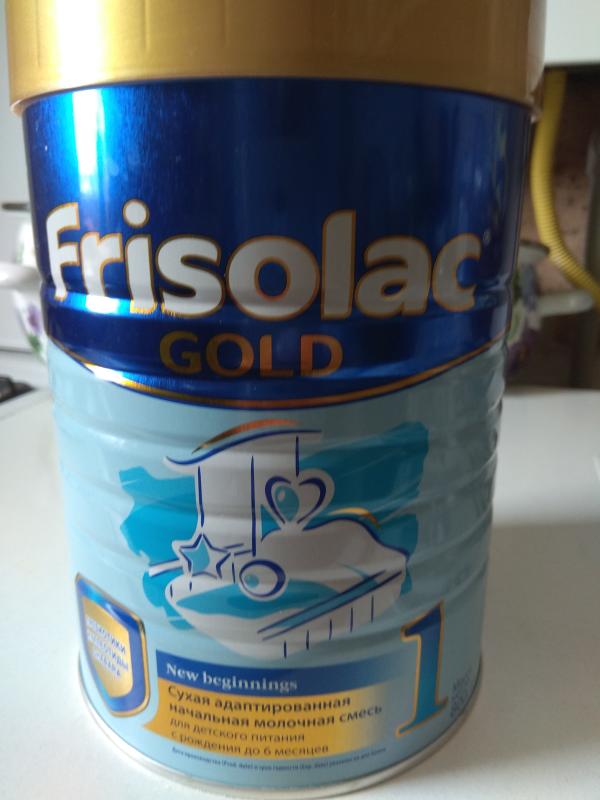 Frisolac
GOLD
1
New beginnings
Сухая адаптированная
начальная молочная смесь
для детского питания
с рождения до 6 месяцев